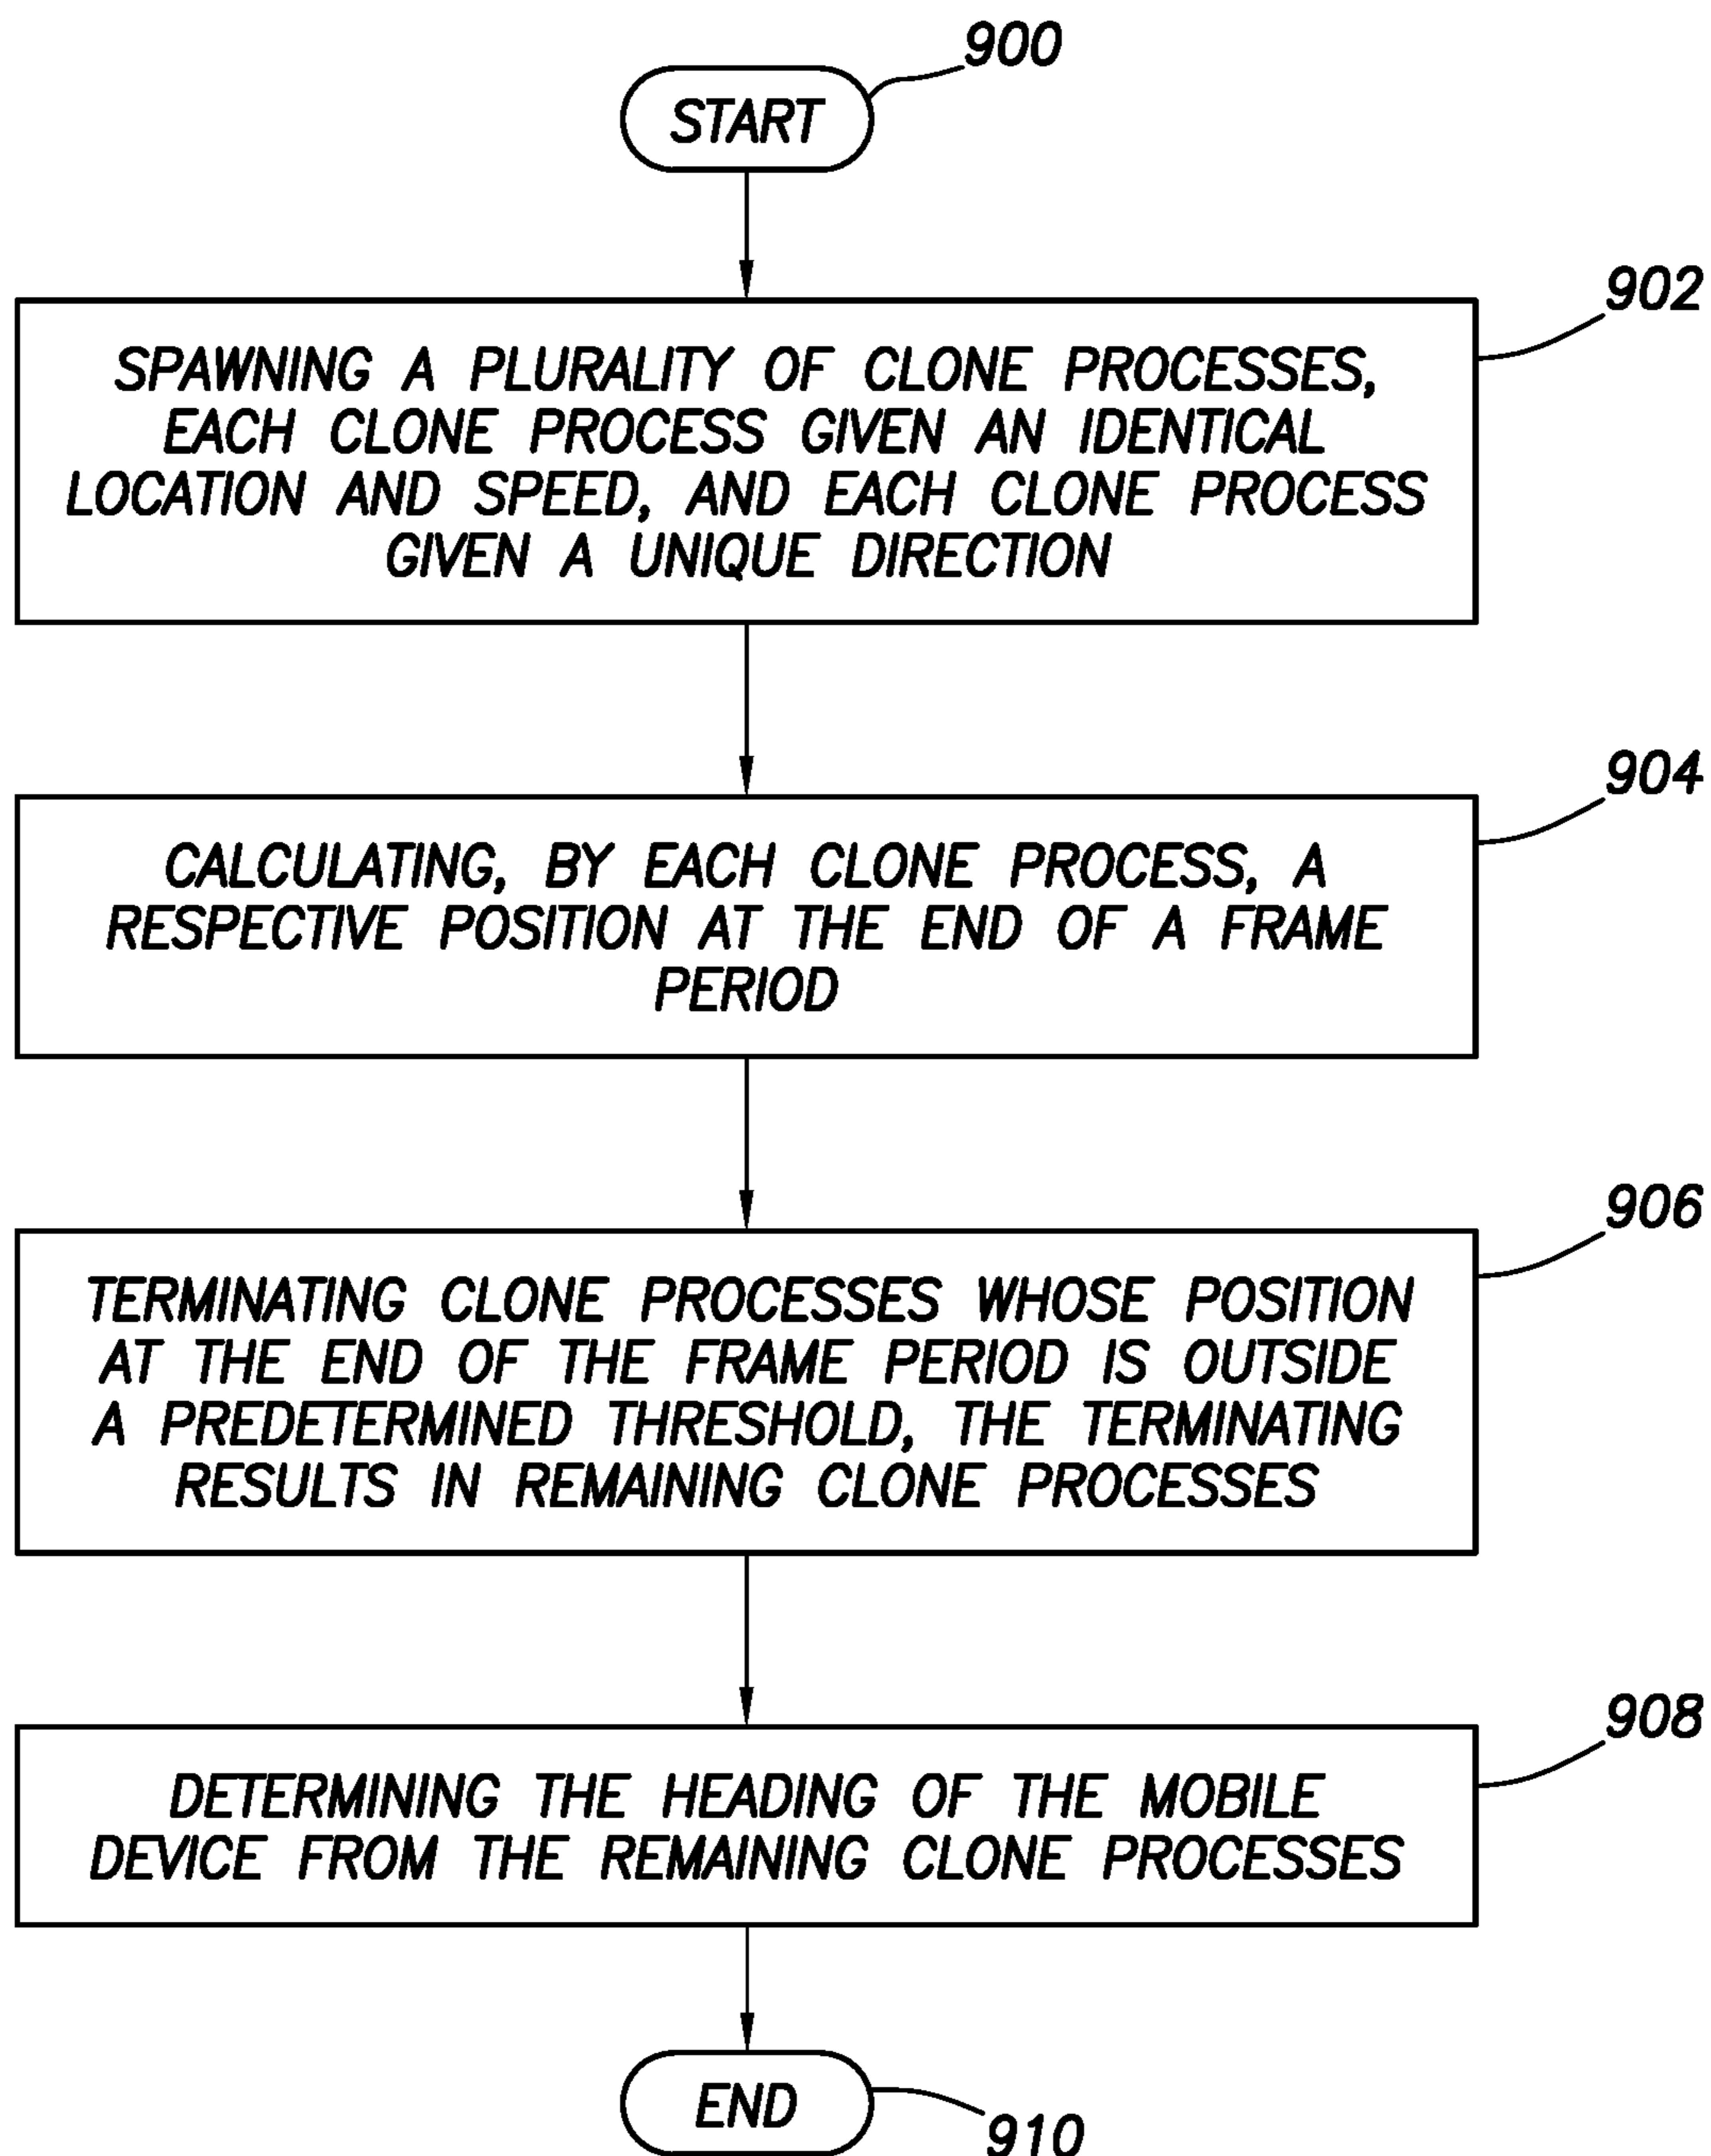 900
START
902
SPAWNING A PLURALITY OF CLONE PROCESSES,
EACH CLONE PROCESS GIVEN AN IDENTICAL
LOCATION AND SPEED, AND EACH CLONE PROCESS
GIVEN A UNIQUE DIRECTION
904
CALCULATING, BY EACH CLONE PROCESS, A
RESPECTIVE POSITION AT THE END OF A FRAME
PERIOD
906
TERMINATING CLONE PROCESSES WHOSE POSITION
AT THE END OF THE FRAME PERIOD IS OUTSIDE
A PREDETERMINED THRESHOLD, THE TERMINATING
RESULTS IN REMAINING CLONE PROCESSES
908
DETERMINING THE HEADING OF THE MOBILE
DEVICE FROM THE REMAINING CLONE PROCESSES
END
910